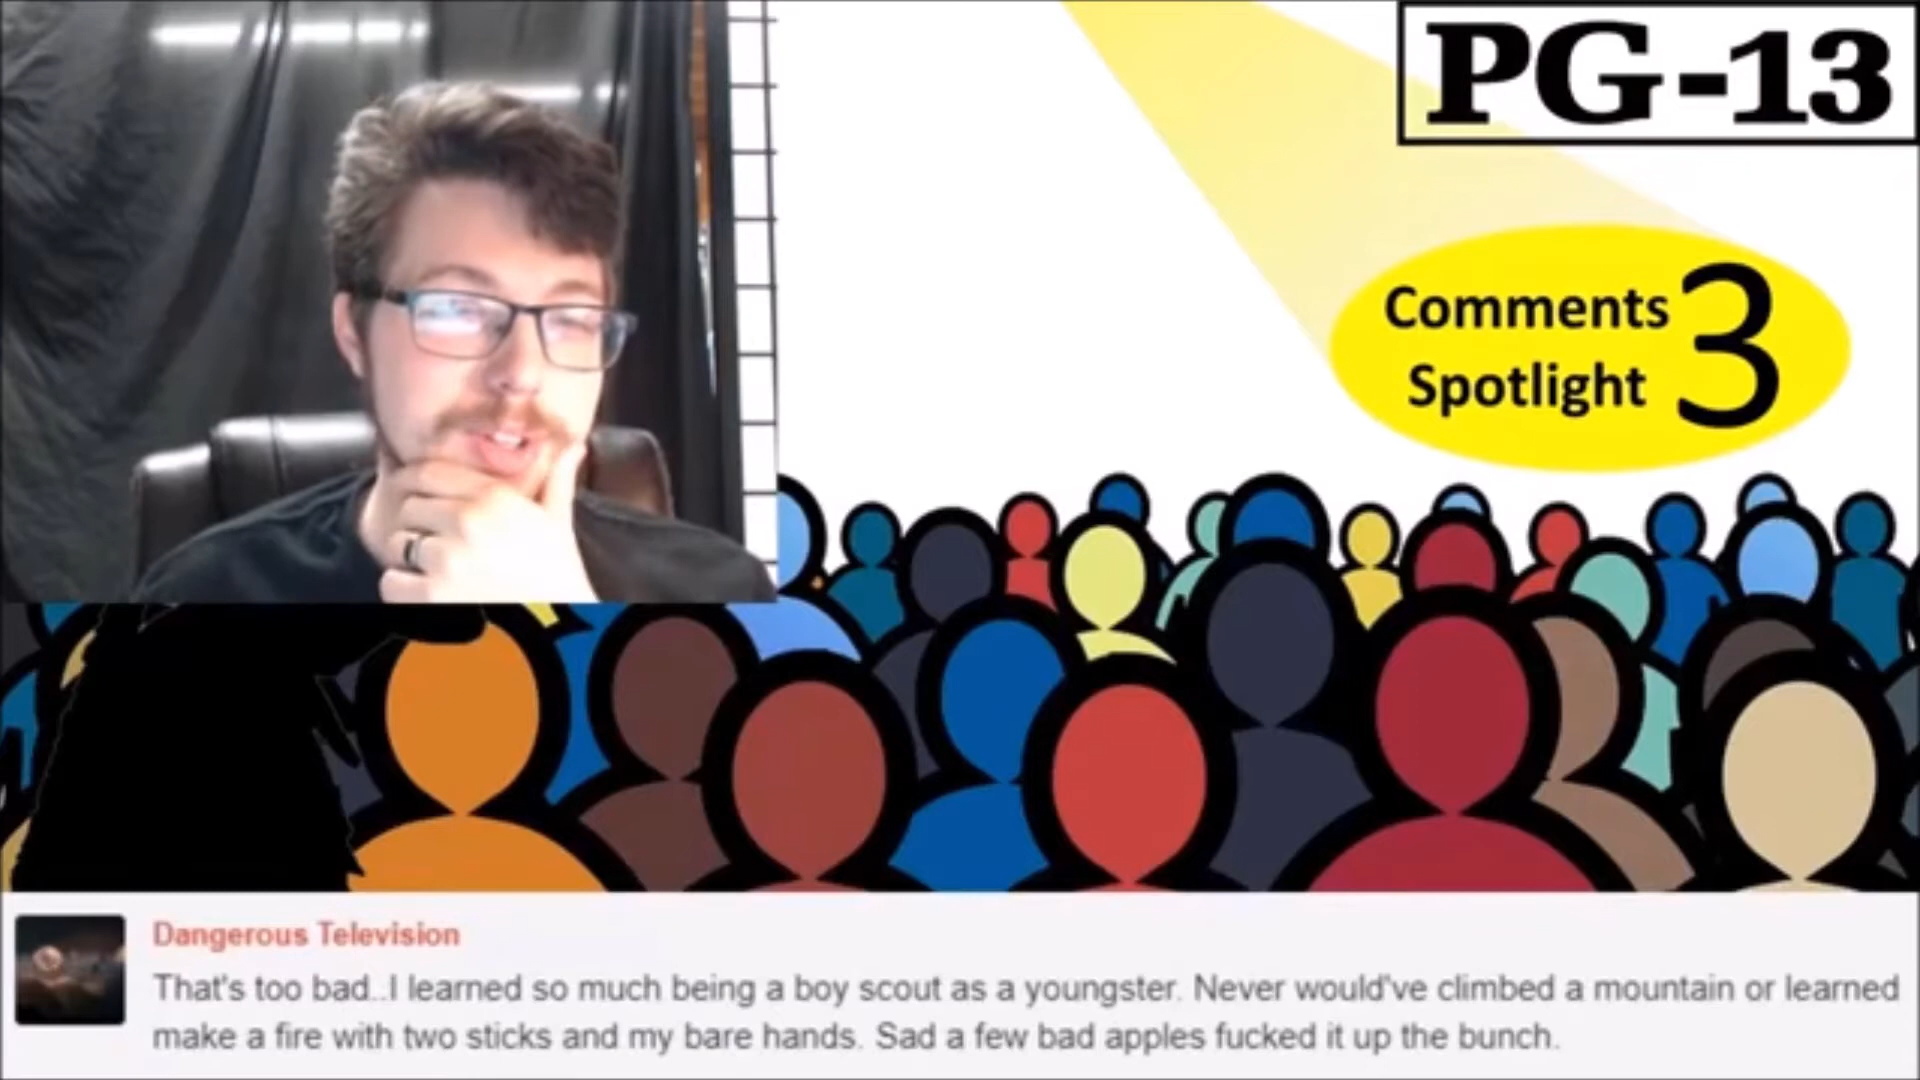 PG-13
Comments
Spotlight 3
Dangerous Television
That's too bad..I learned so much being a boy scout as a youngster. Never would've climbed a mountain or learned
make a fire with two sticks and my bare hands. Sad a few bad apples fucked it up the bunch.